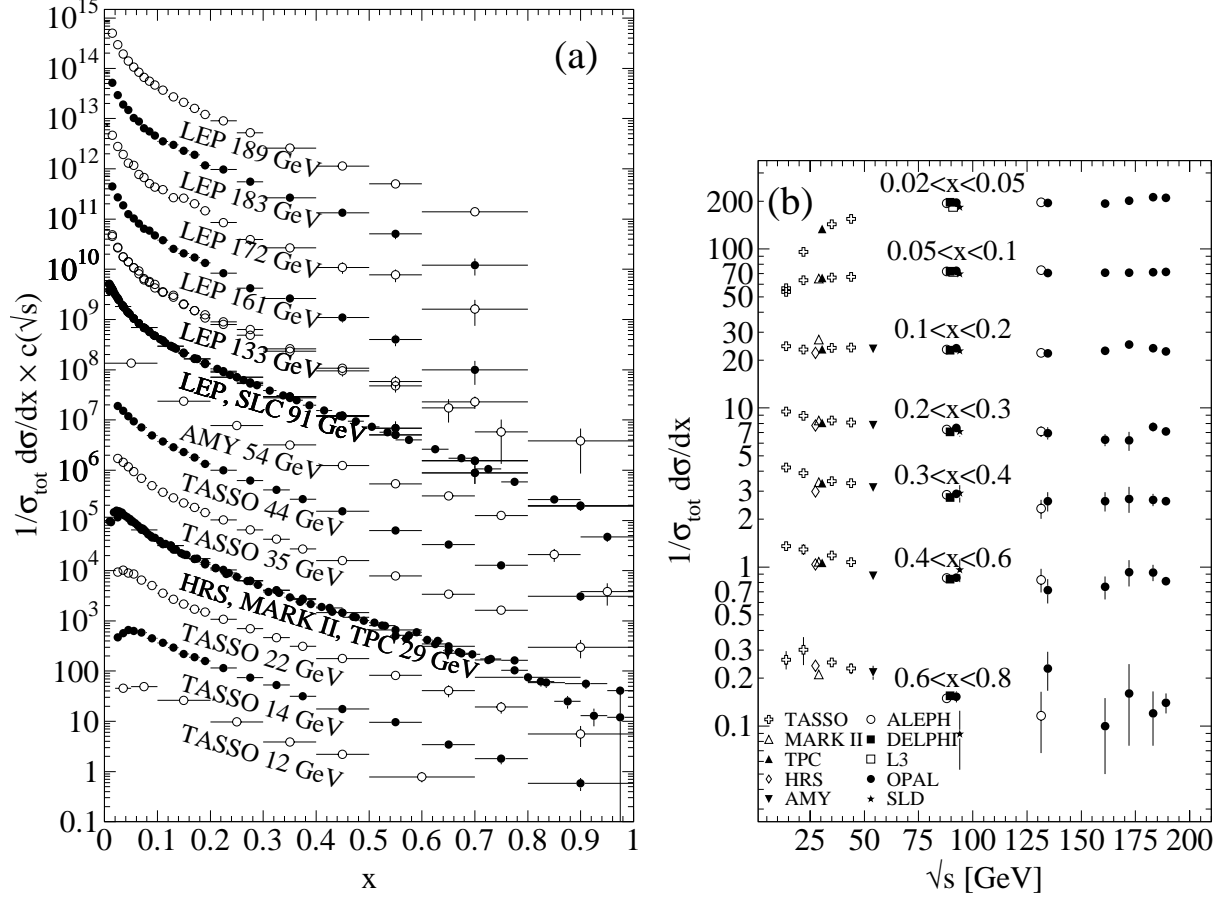 (a)
1/σtot dσ/dx × c(√s)
10^15
10^14
10^13
10^12
10^11
10^10
10^9
10^8
10^7
10^6
10^5
10^4
10^3
100
10
1
0.1
LEP 189 GeV
LEP 183 GeV
LEP 172 GeV
LEP 161 GeV
LEP 133 GeV
LEP, SLC 91 GeV
AMY 54 GeV
TASSO 44 GeV
TASSO 35 GeV
HRS, MARK II, TPC 29 GeV
TASSO 22 GeV
TASSO 14 GeV
TASSO 12 GeV
0 0.1 0.2 0.3 0.4 0.5 0.6 0.7 0.8 0.9 1
x
(b)
1/σtot dσ/dx
200
100
70
50
30
20
10
7
5
3
2
1
0.7
0.5
0.3
0.2
0.1
0.02<x<0.05
0.05<x<0.1
0.1<x<0.2
0.2<x<0.3
0.3<x<0.4
0.4<x<0.6
0.6<x<0.8
TASSO ALEPH
MARK II DELPHI
TPC L3
HRS OPAL
AMY SLD
25 50 75 100 125 150 175 200
√s [GeV]